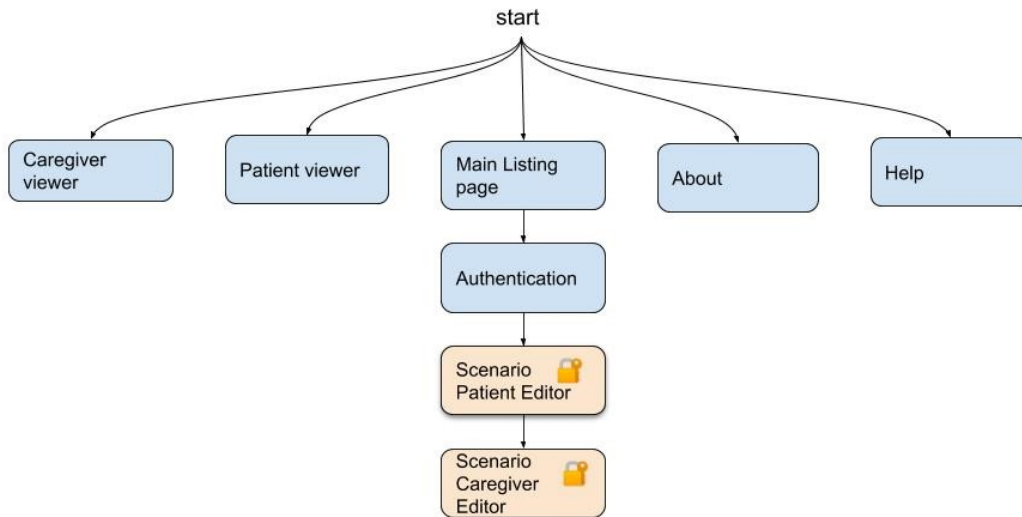 start
Caregiver
viewer
Patient viewer
Main Listing
page
About
Help
Authentication
Scenario
Patient Editor
Scenario
Caregiver
Editor